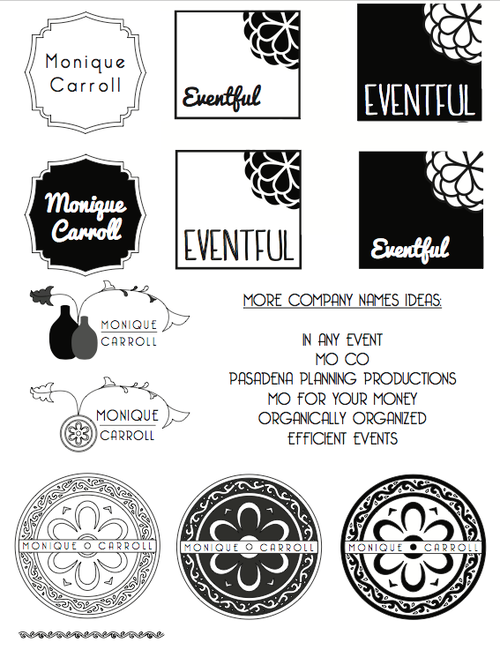 Monique
Carroll
Eventful
EVENTFUL
Monique
Carroll
EVENTFUL
Eventful
MONIQUE
CARROLL
MORE COMPANY NAMES IDEAS:
IN ANY EVENT
MO CO
PASADENA PLANNING PRODUCTIONS
MO FOR YOUR MONEY
ORGANICALLY ORGANIZED
EFFICIENT EVENTS
MONIQUE
CARROLL
MONIQUE CARROLL
MONIQUE CARROLL
MONIQUE CARROLL